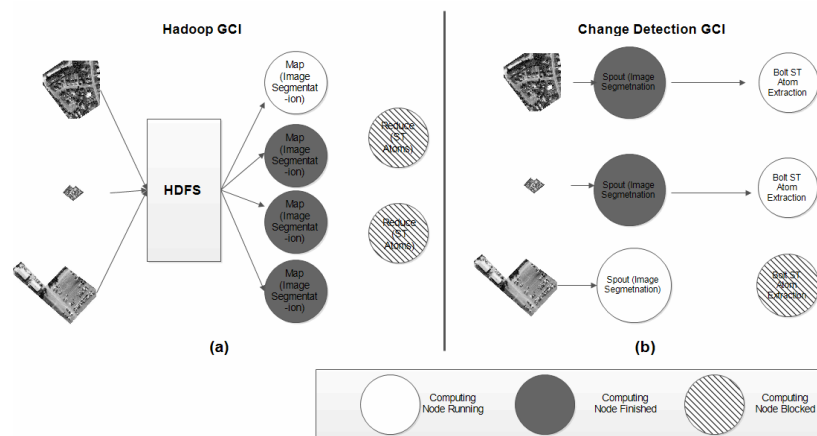 Hadoop GCI
Map
(Image
Segmentat
-ion)
Map
(Image
Segmentat
-ion)
Map
(Image
Segmentat
-ion)
Map
(Image
Segmentat
-ion)
HDFS
Reduce
(ST
Atoms)
Reduce
(ST
Atoms)
(a)
Change Detection GCI
Spout (Image
Segmetnation)
Bolt ST
Atom
Extraction
Spout (Image
Segmetnation)
Bolt ST
Atom
Extraction
Spout (Image
Segmetnation)
Bolt ST
Atom
Extraction
(b)
Computing
Node Running
Computing
Node Finished
Computing
Node Blocked